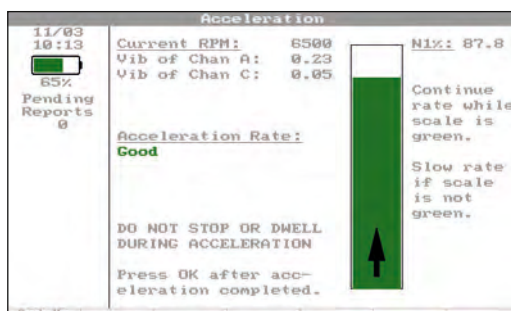 Acceleration
11/03
10:13
65%
Pending
Reports
0
Current RPM: 6500
Vib of Chan A: 0.23
Vib of Chan C: 0.05
Acceleration Rate:
Good
DO NOT STOP OR DWELL
DURING ACCELERATION
Press OK after acc-
eleration completed.
N1%: 87.8
Continue
rate while
scale is
green.
Slow rate
if scale
is not
green.